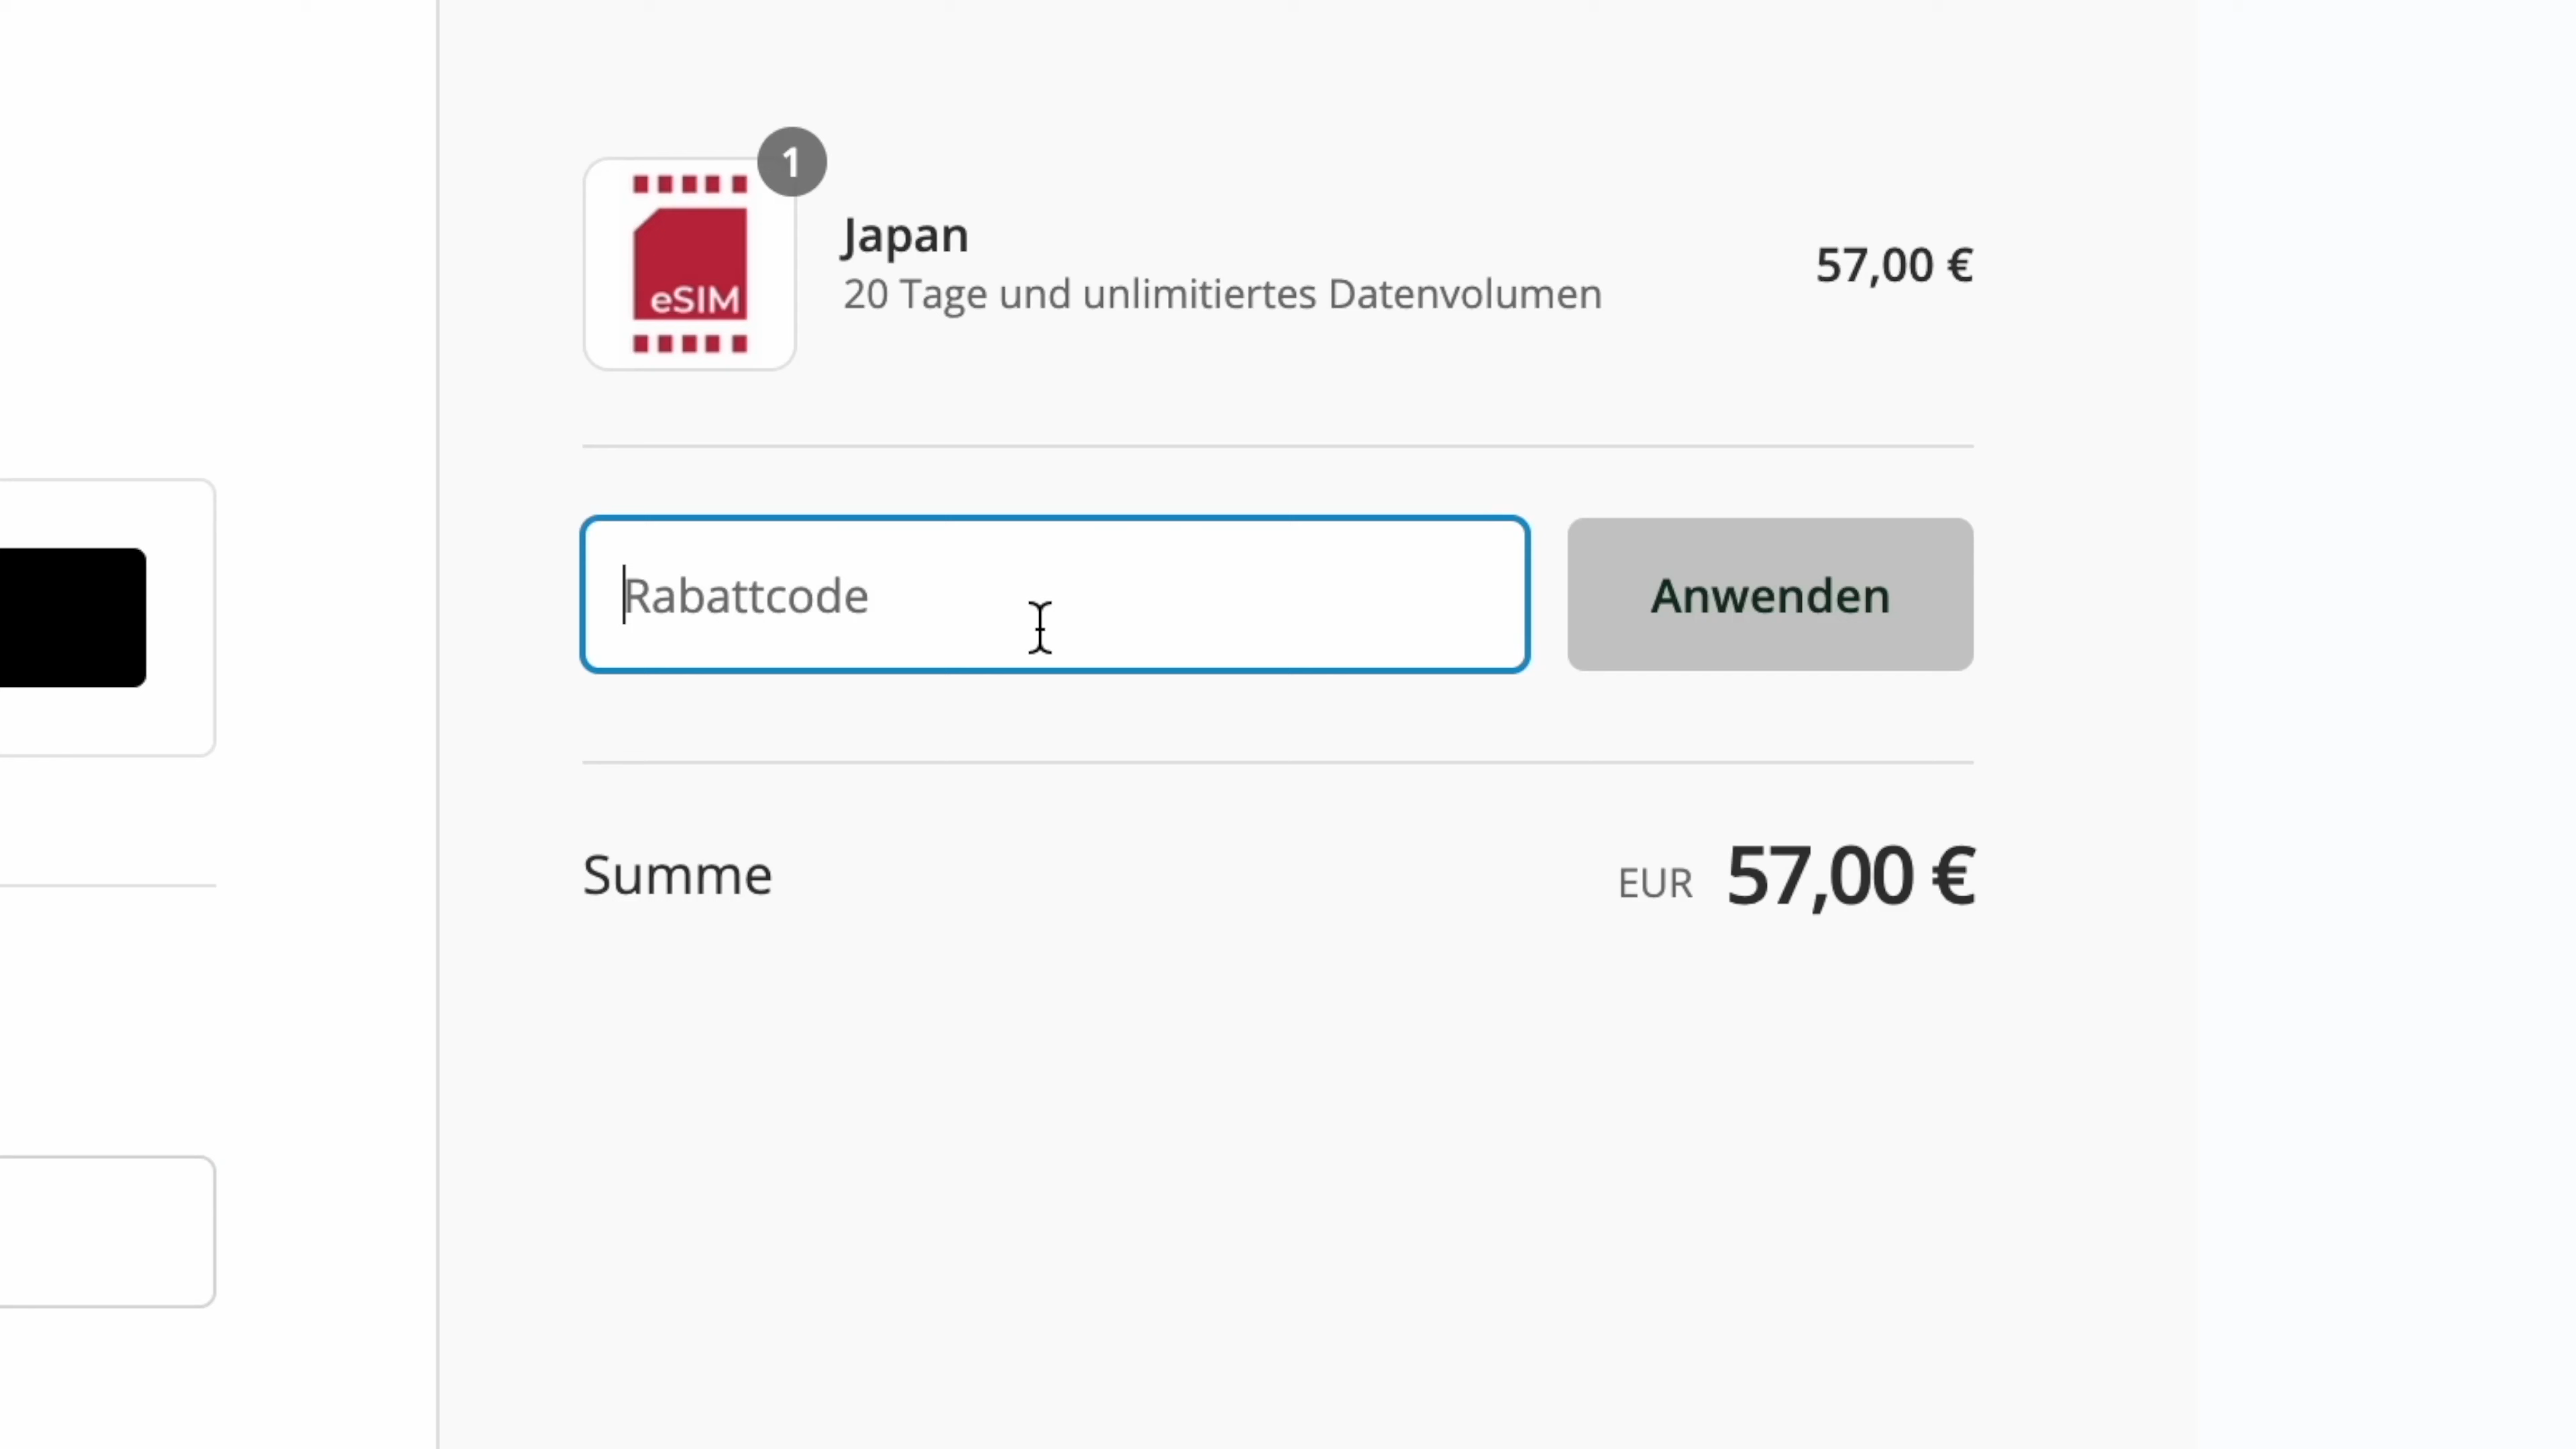 1
eSIM
Japan
20 Tage und unlimitiertes Datenvolumen
57,00 €
Rabattcode
Anwenden
Summe
EUR 57,00 €